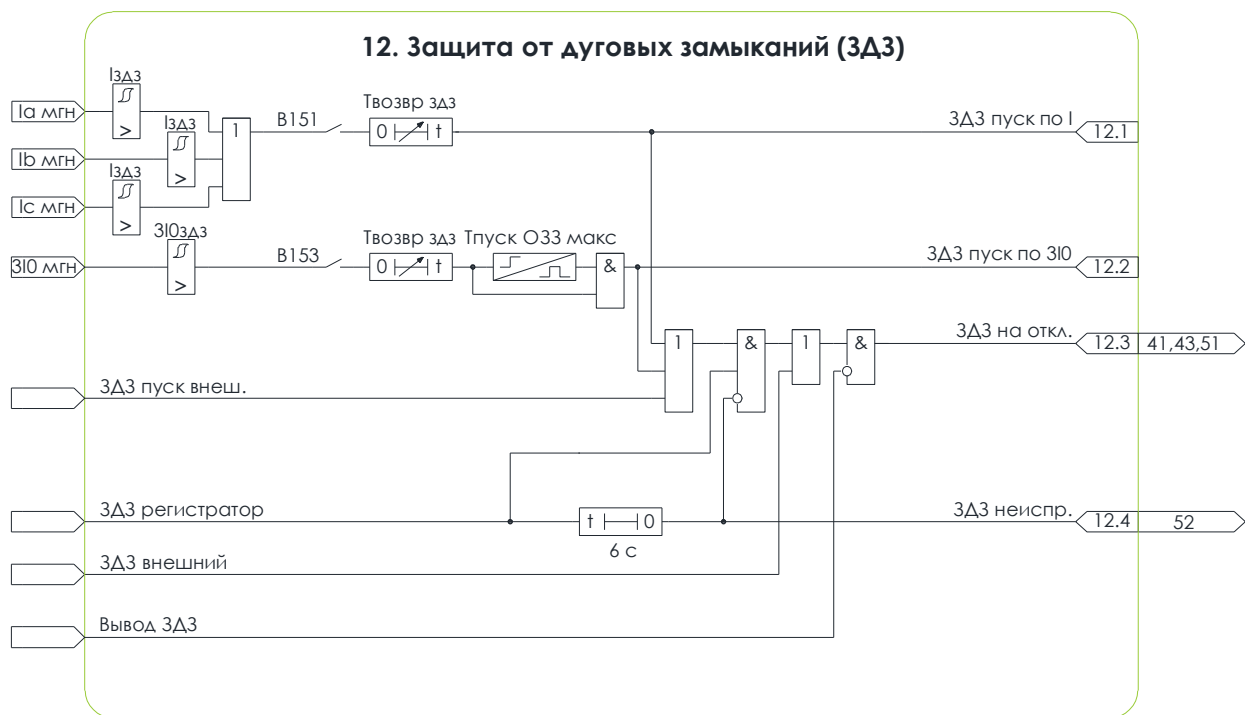 12. Защита от дуговых замыканий (ЗДЗ)
Iздз
Ia мгн
>
1
B151
Tвозвр здз
0 t
ЗДЗ пуск по I
12.1
Iздз
Ib мгн
>
Iздз
Ic мгн
>
3I0здз
3I0 мгн
>
B153
Tвозвр здз
0 t
Tпуск ОЗЗ макс
&
ЗДЗ пуск по 3I0
12.2
1
&
1
&
ЗДЗ на откл.
12.3
41,43,51
ЗДЗ пуск внеш.
ЗДЗ регистратор
t 0
6 с
ЗДЗ неиспр.
12.4
52
ЗДЗ внешний
Вывод ЗДЗ